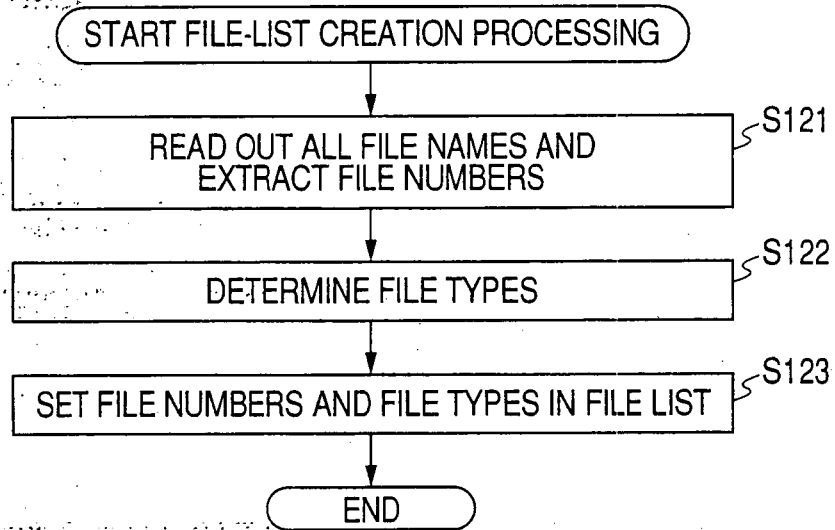 START FILE-LIST CREATION PROCESSING
S121
READ OUT ALL FILE NAMES AND
EXTRACT FILE NUMBERS
S122
DETERMINE FILE TYPES
S123
SET FILE NUMBERS AND FILE TYPES IN FILE LIST
END